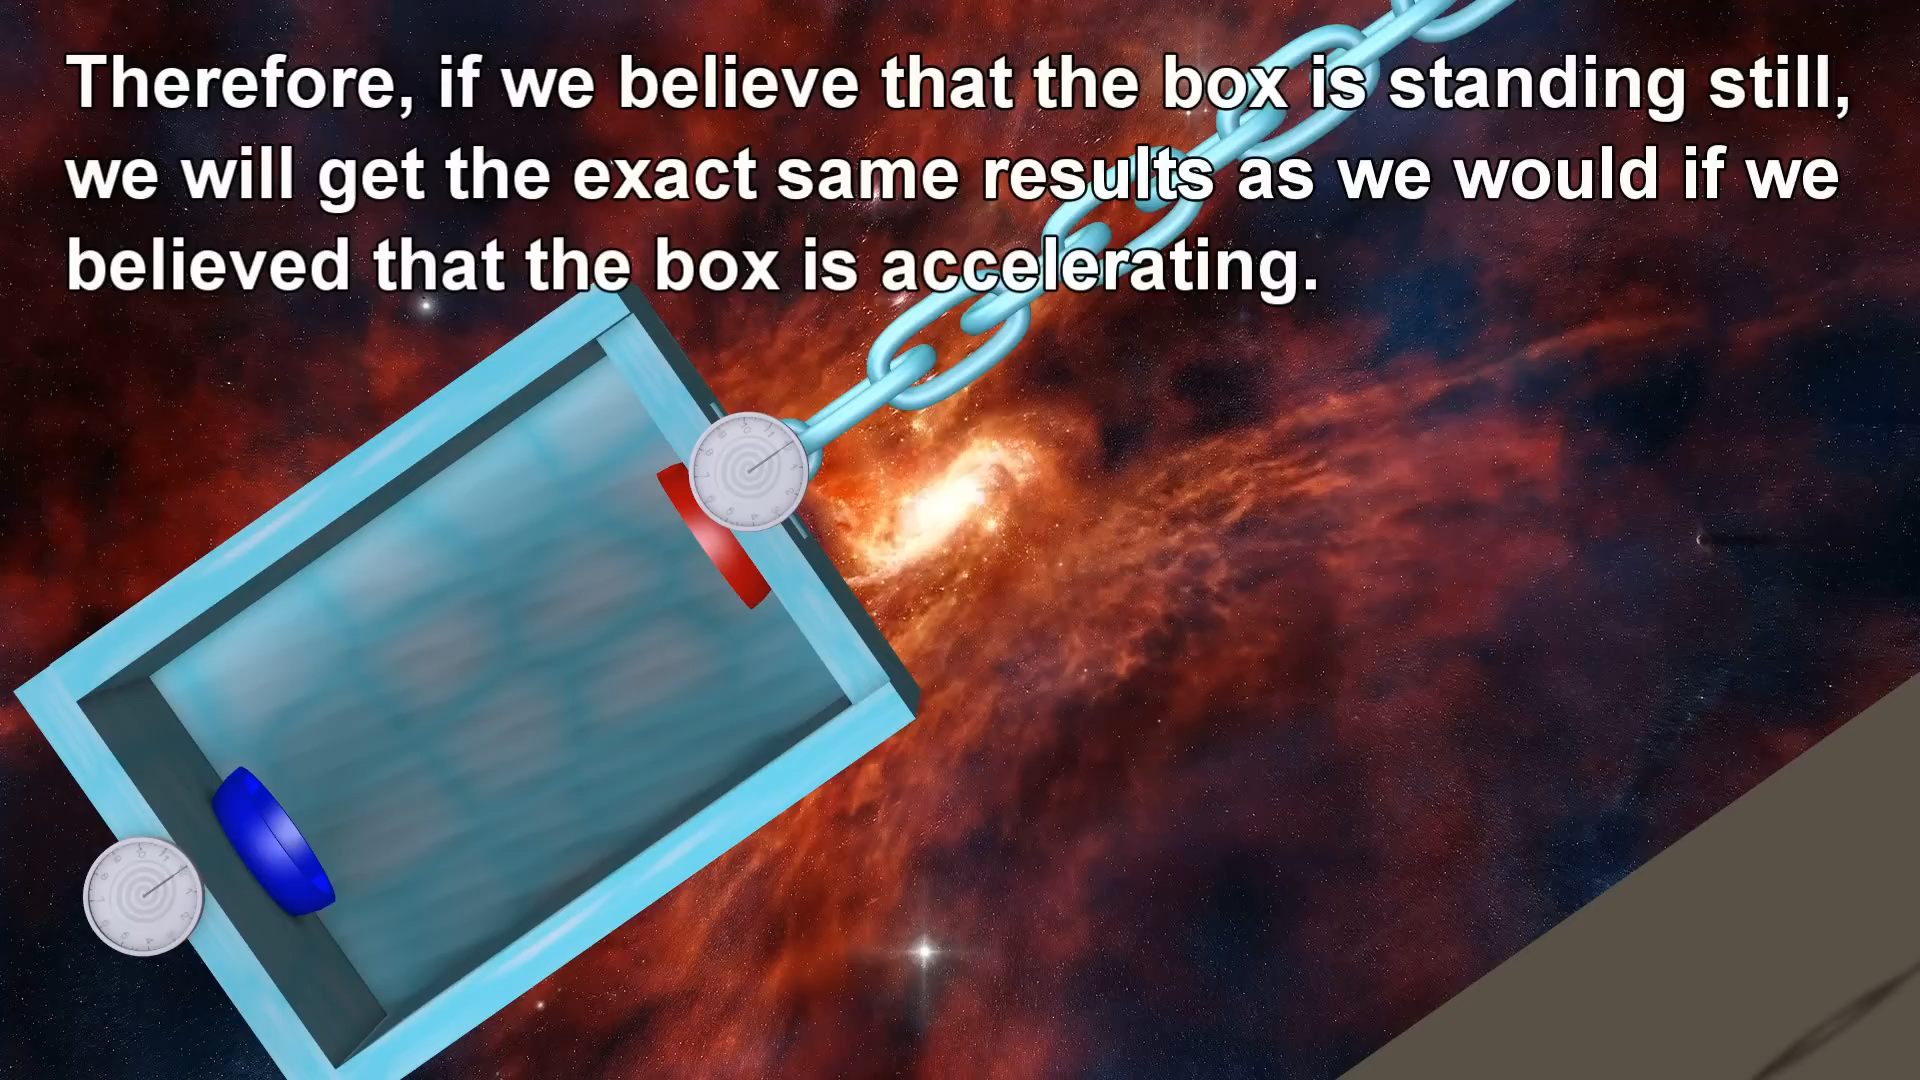 Therefore, if we believe that the box is standing still,
we will get the exact same results as we would if we
believed that the box is accelerating.